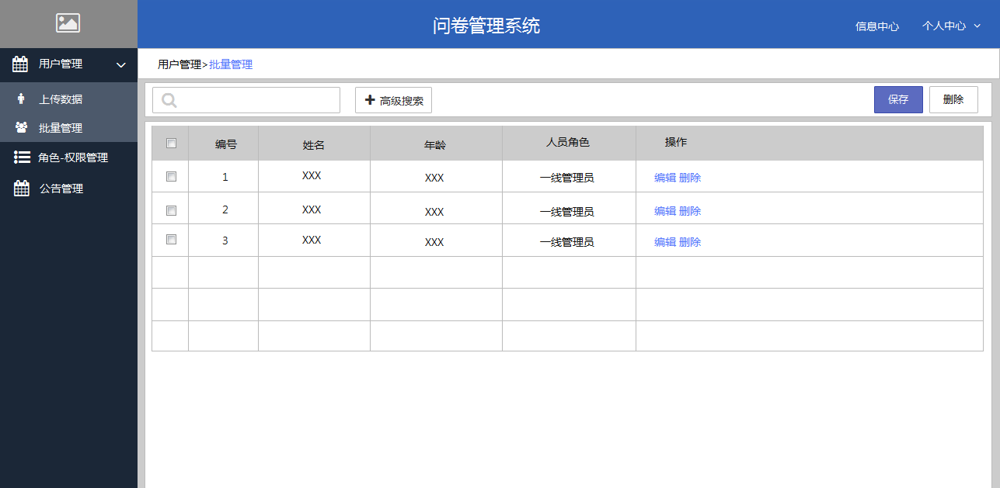 问卷管理系统
信息中心 个人中心
用户管理
上传数据
批量管理
角色-权限管理
公告管理
用户管理>批量管理
高级搜索 保存 删除
编号 姓名 年龄 人员角色 操作
1 XXX XXX 一线管理员 编辑 删除
2 XXX XXX 一线管理员 编辑 删除
3 XXX XXX 一线管理员 编辑 删除